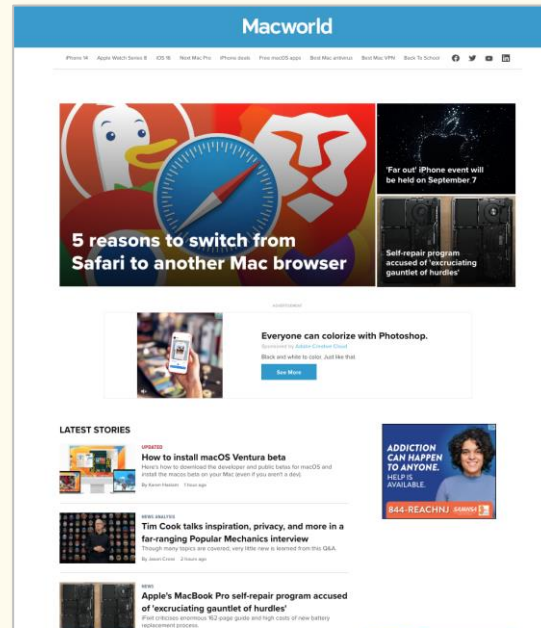 Macworld
iPhone 14 Apple Watch Series 8 iOS 16 Next Mac Pro iPhone deals Free macOS apps Best Mac antivirus Best Mac VPN Back To School
5 reasons to switch from
Safari to another Mac browser
'Far out' iPhone event will
be held on September 7
Self-repair program
accused of 'excruciating
gauntlet of hurdles'
ADVERTISEMENT
Everyone can colorize with Photoshop.
Sponsored by Adobe Creative Cloud
Black and white to color. Just like that.
See More
LATEST STORIES
UPDATED
How to install macOS Ventura beta
Here's how to download the developer and public betas for macOS and
install the macos beta on your Mac (even if you aren't a dev).
By Karen Haslam 1 hour ago
NEWS ANALYSIS
Tim Cook talks inspiration, privacy, and more in a
far-ranging Popular Mechanics interview
Though many topics are covered, very little new is learned from this Q&A.
By Jason Cross 2 hours ago
NEWS
Apple's MacBook Pro self-repair program accused
of 'excruciating gauntlet of hurdles'
iFixit criticizes enormous 162-page guide and high costs of new battery
replacement process.
ADDICTION
CAN HAPPEN
TO ANYONE.
HELP IS
AVAILABLE.
844-REACHNJ SAMHSA